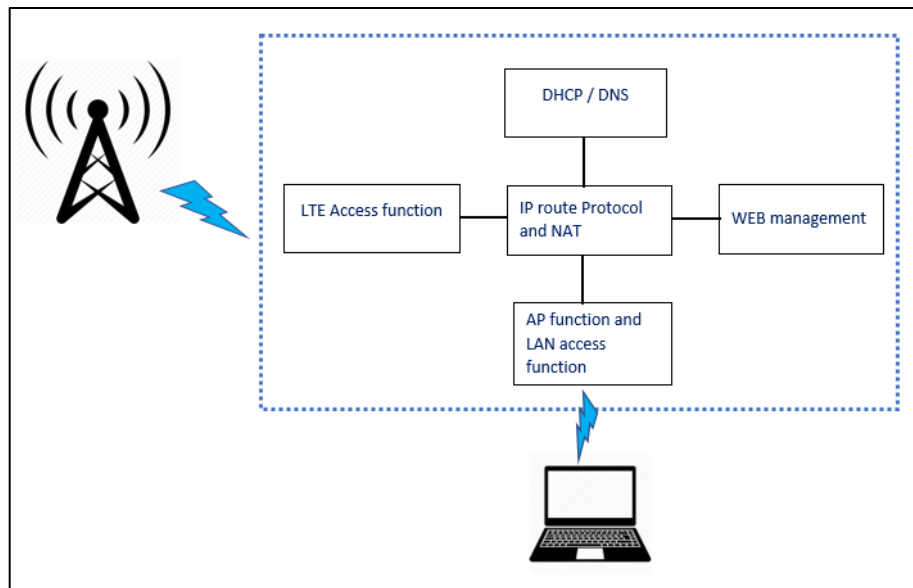 DHCP / DNS
LTE Access function
IP route Protocol
and NAT
WEB management
AP function and
LAN access
function